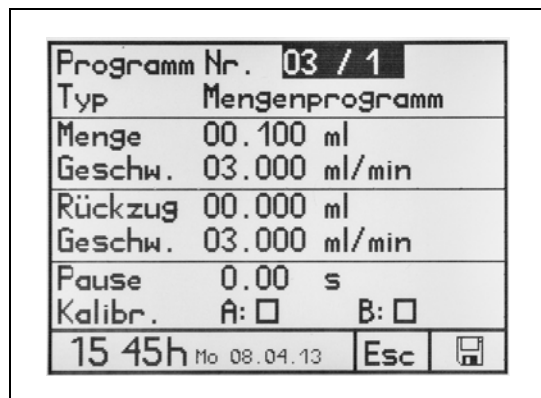 Programm Nr. 03 / 1
Typ Mengenprogramm
Menge 00.100 ml
Geschw. 03.000 ml/min
Rückzug 00.000 ml
Geschw. 03.000 ml/min
Pause 0.00 s
Kalibr. A: B:
15 45h Mo 08.04.13 Esc